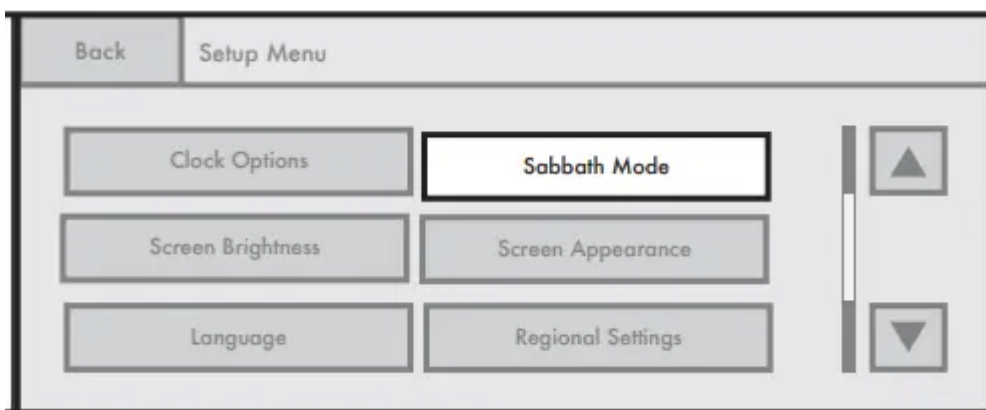 Back
Setup Menu
Clock Options
Sabbath Mode
Screen Brightness
Screen Appearance
Language
Regional Settings